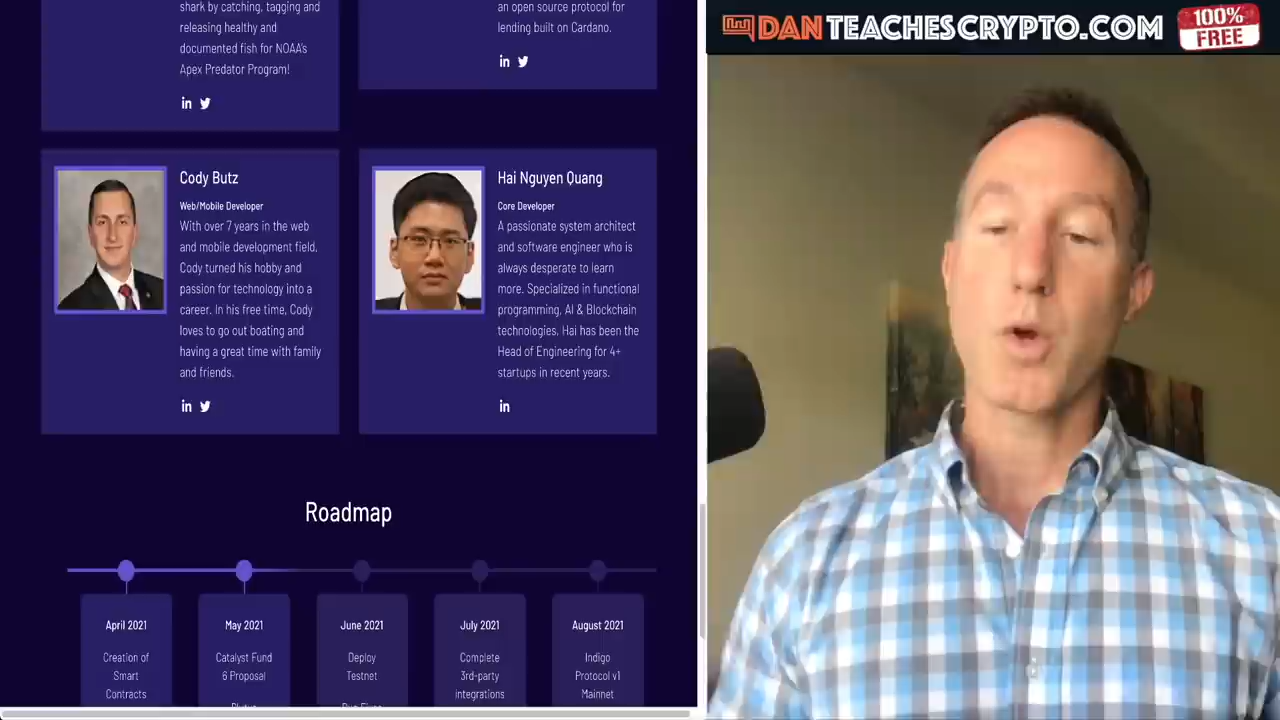 shark by catching, tagging and
releasing healthy and
documented fish for NOAA's
Apex Predator Program!
an open source protocol for
lending built on Cardano.
DANTEACHESCRYPTO.COM
100%
FREE
Cody Butz
Web/Mobile Developer
With over 7 years in the web
and mobile development field,
Cody turned his hobby and
passion for technology into a
career. In his free time, Cody
loves to go out boating and
having a great time with family
and friends.
Hai Nguyen Quang
Core Developer
A passionate system architect
and software engineer who is
always desperate to learn
more. Specialized in functional
programming, AI & Blockchain
technologies, Hai has been the
Head of Engineering for 4+
startups in recent years.
Roadmap
April 2021
Creation of
Smart
Contracts
May 2021
Catalyst Fund
6 Proposal
June 2021
Deploy
Testnet
July 2021
Complete
3rd-party
integrations
August 2021
Indigo
Protocol v1
Mainnet